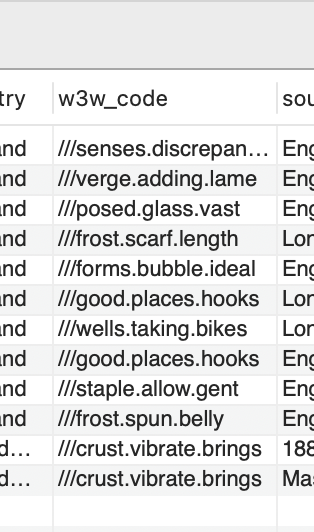 try w3w_code sou
and ///senses.discrepan… Eng
and ///verge.adding.lame Eng
and ///posed.glass.vast Eng
and ///frost.scarf.length Lon
and ///forms.bubble.ideal Eng
and ///good.places.hooks Lon
and ///wells.taking.bikes Lon
and ///good.places.hooks Eng
and ///staple.allow.gent Eng
and ///frost.spun.belly Eng
d… ///crust.vibrate.brings 188
d… ///crust.vibrate.brings Mas